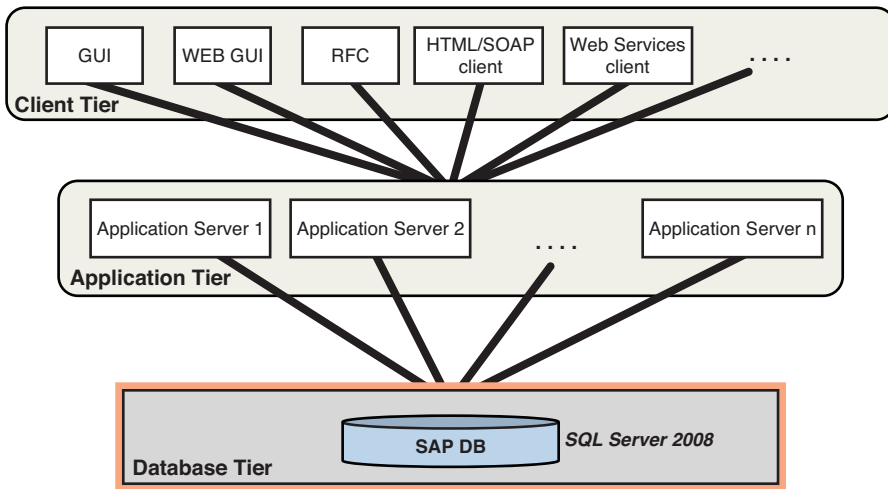 GUI
WEB GUI
RFC
HTML/SOAP
client
Web Services
client
. . . .
Client Tier
Application Server 1
Application Server 2
. . . .
Application Server n
Application Tier
SAP DB
SQL Server 2008
Database Tier